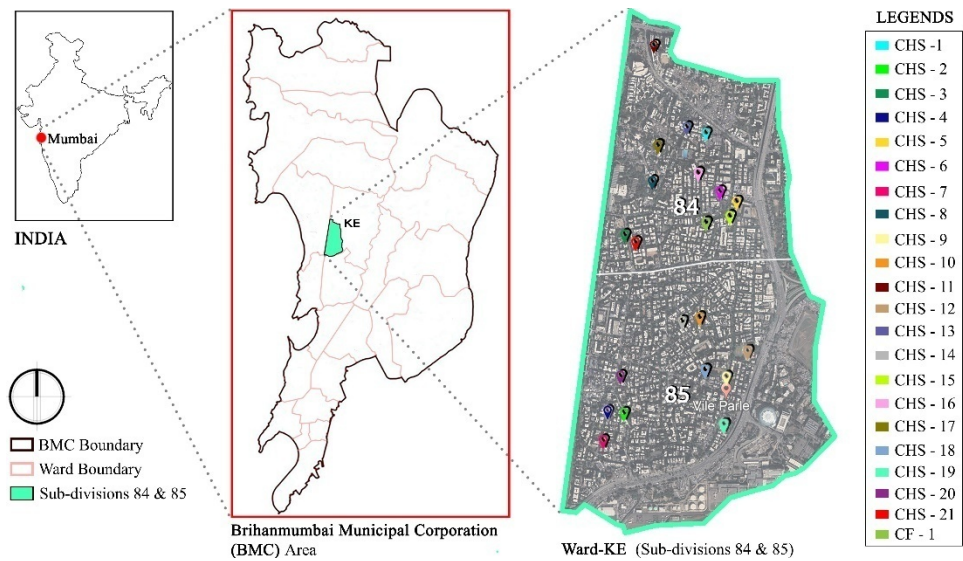 Mumbai
INDIA
BMC Boundary
Ward Boundary
Sub-divisions 84 & 85
KE
Brihanmumbai Municipal Corporation
(BMC) Area
84
85
Vile Parle
Ward-KE (Sub-divisions 84 & 85)
LEGENDS
CHS -1
CHS - 2
CHS - 3
CHS - 4
CHS - 5
CHS - 6
CHS - 7
CHS - 8
CHS - 9
CHS - 10
CHS - 11
CHS - 12
CHS - 13
CHS - 14
CHS - 15
CHS - 16
CHS - 17
CHS - 18
CHS - 19
CHS - 20
CHS - 21
CF - 1